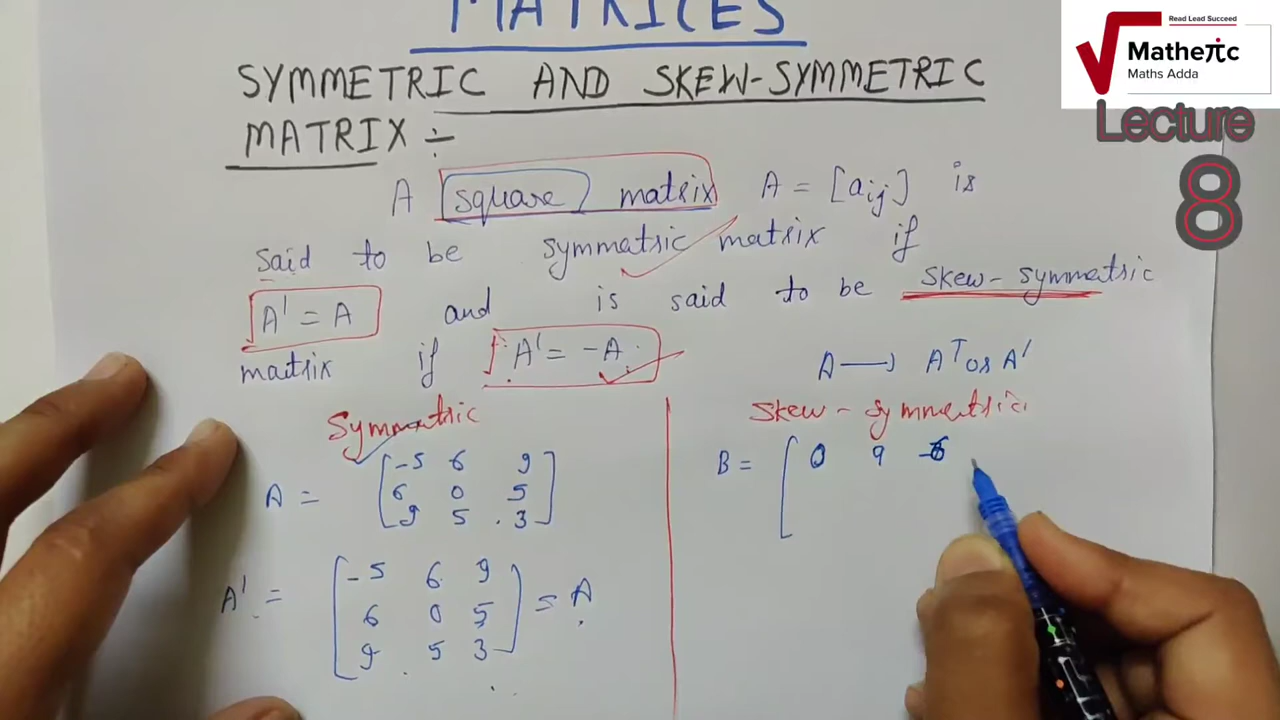 MATRICES
Read Lead Succeed
Matheπc
Maths Adda
Lecture
8
SYMMETRIC AND SKEW-SYMMETRIC
MATRIX :-
A square matrix A = [aij] is
said to be symmetric matrix if
A' = A and is said to be skew-symmetric
matrix if A' = -A
A → A^T or A'
Symmetric
Skew-symmetric
A = [-5 6 9
6 0 5
9 5 3]
B = [0 9 -6
A' = [-5 6 9
6 0 5
9 5 3] = A